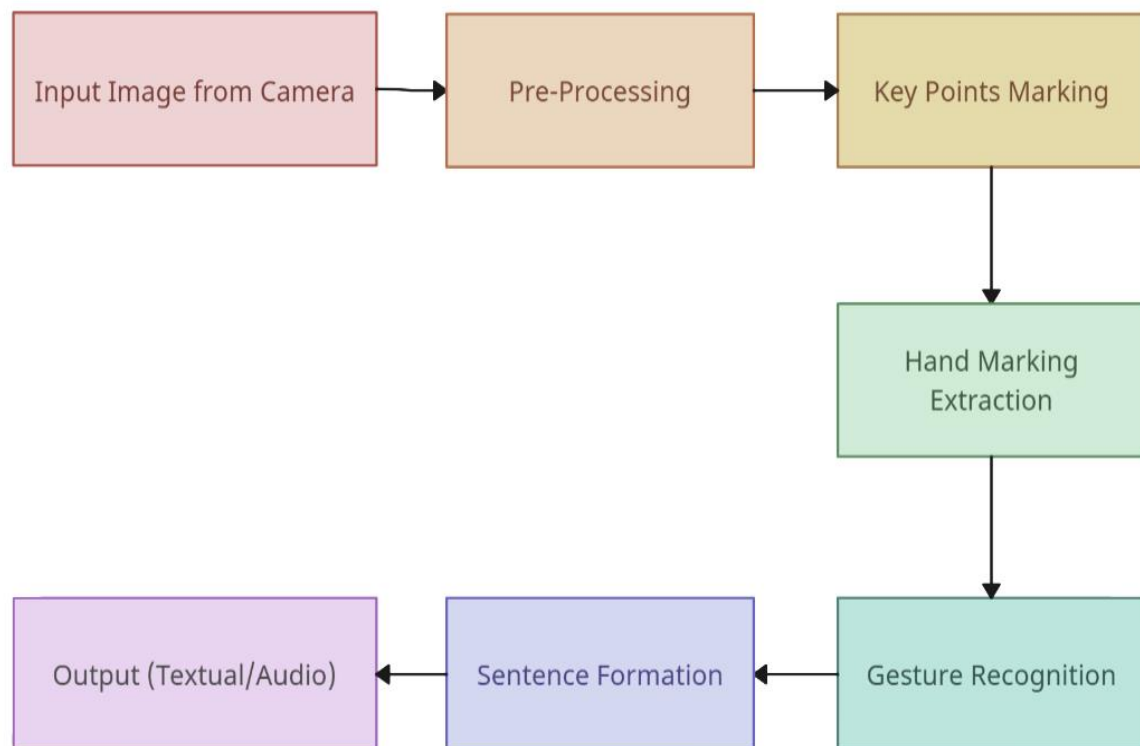 Input Image from Camera
Pre-Processing
Key Points Marking
Hand Marking
Extraction
Gesture Recognition
Sentence Formation
Output (Textual/Audio)